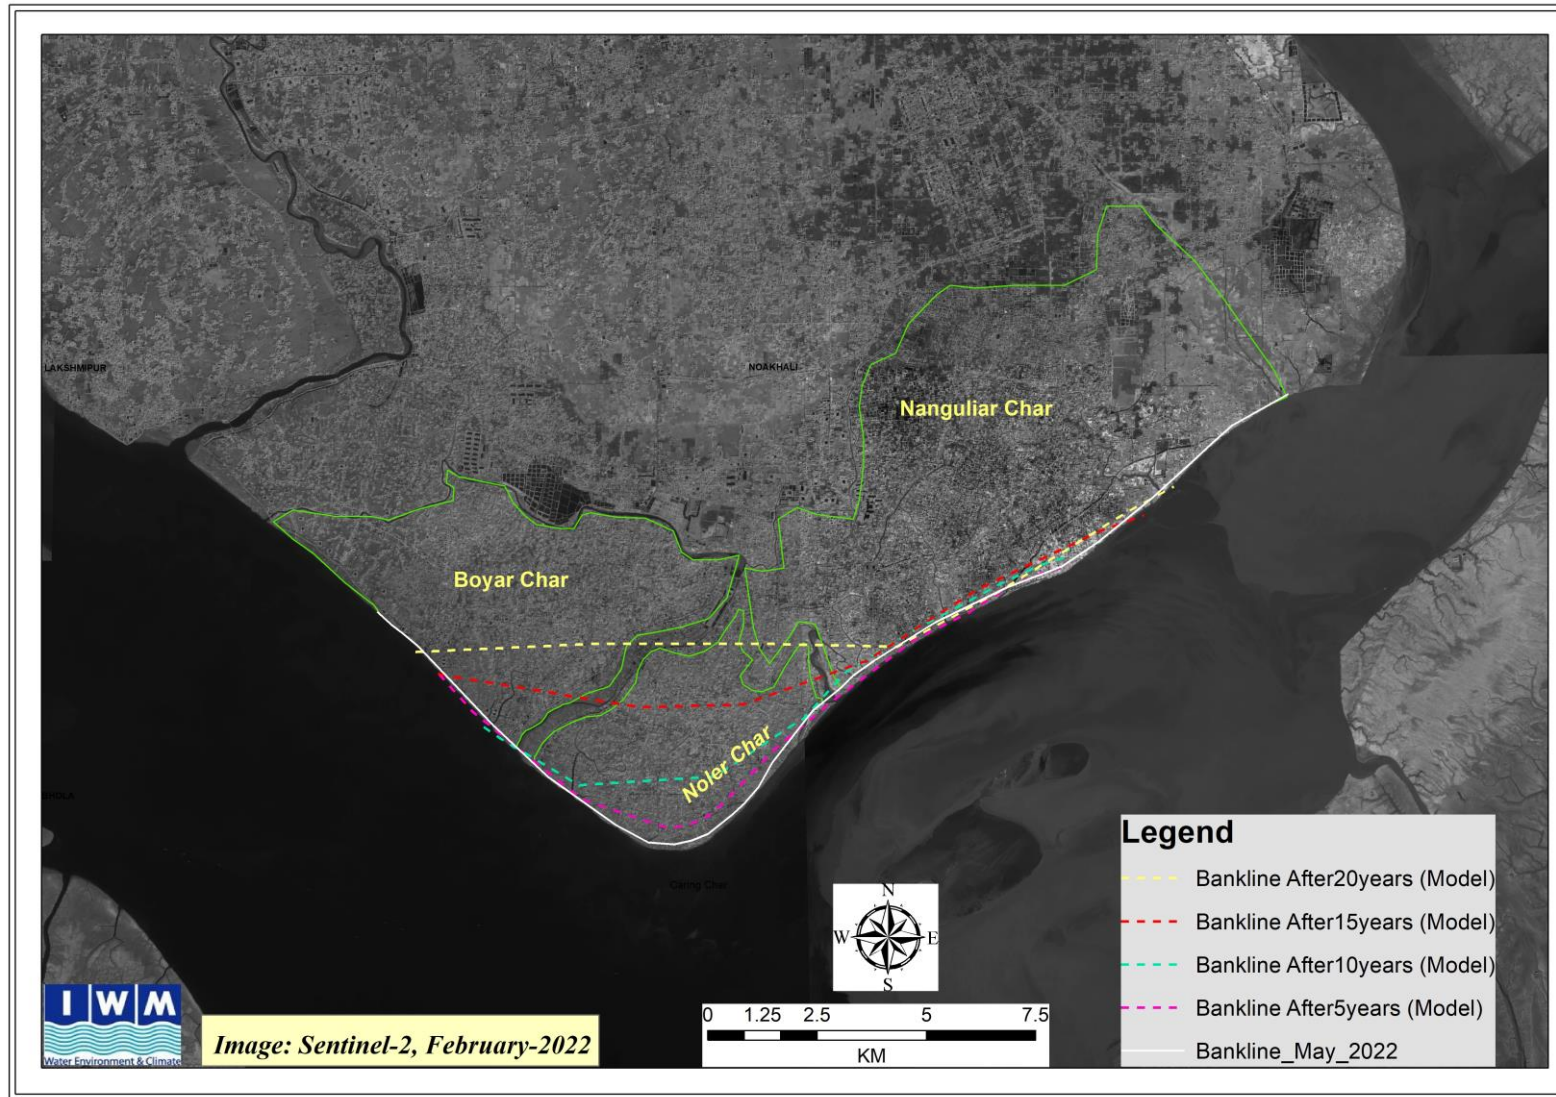 LAKSHMIPUR
NOAKHALI
Nanguliar Char
Boyar Char
Noler Char
BHOLA
Caring Char
Legend
Bankline After20years (Model)
Bankline After15years (Model)
Bankline After10years (Model)
Bankline After5years (Model)
Bankline_May_2022
N
W E
S
0 1.25 2.5 5 7.5
KM
IWM
Water Environment & Climate
Image: Sentinel-2, February-2022